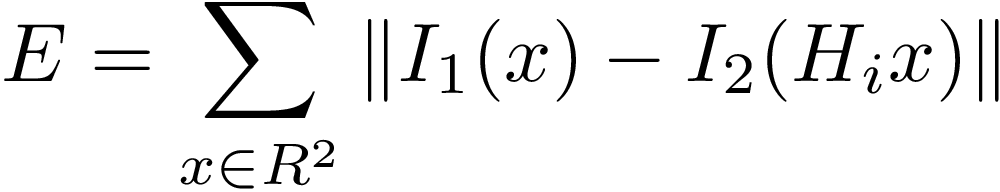 $E = \sum_{x \in R^2} \| I_1(x) - I_2(H_i x) \|$